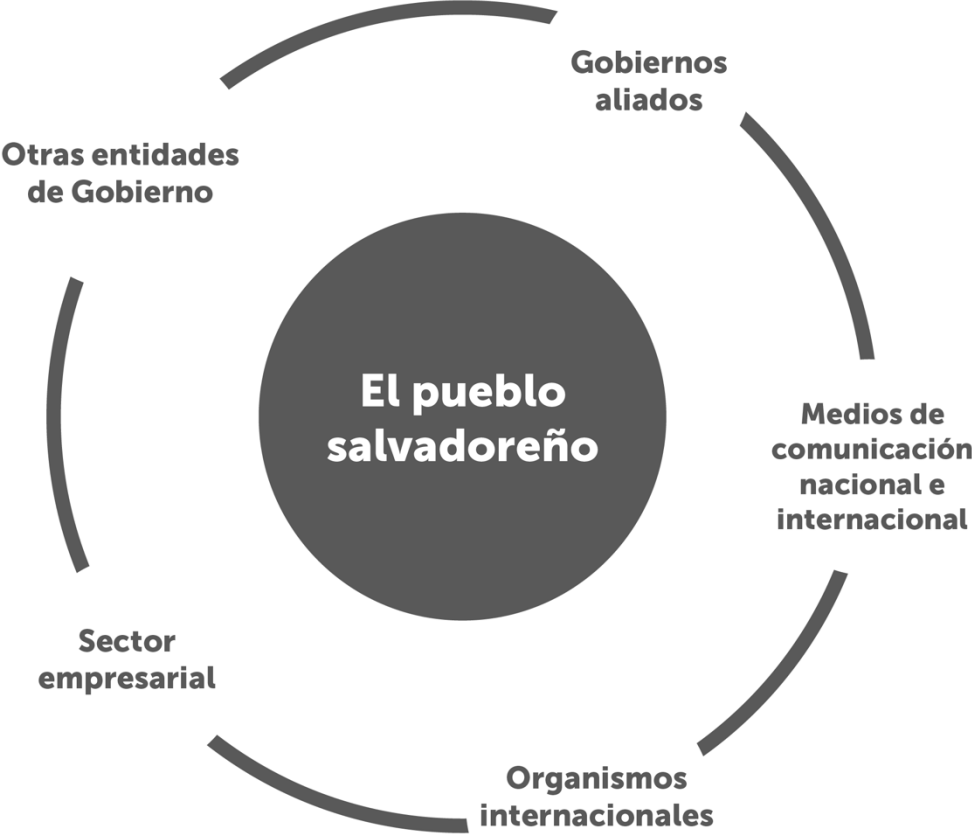 Gobiernos
aliados
Otras entidades
de Gobierno
El pueblo
salvadoreño
Medios de
comunicación
nacional e
internacional
Sector
empresarial
Organismos
internacionales